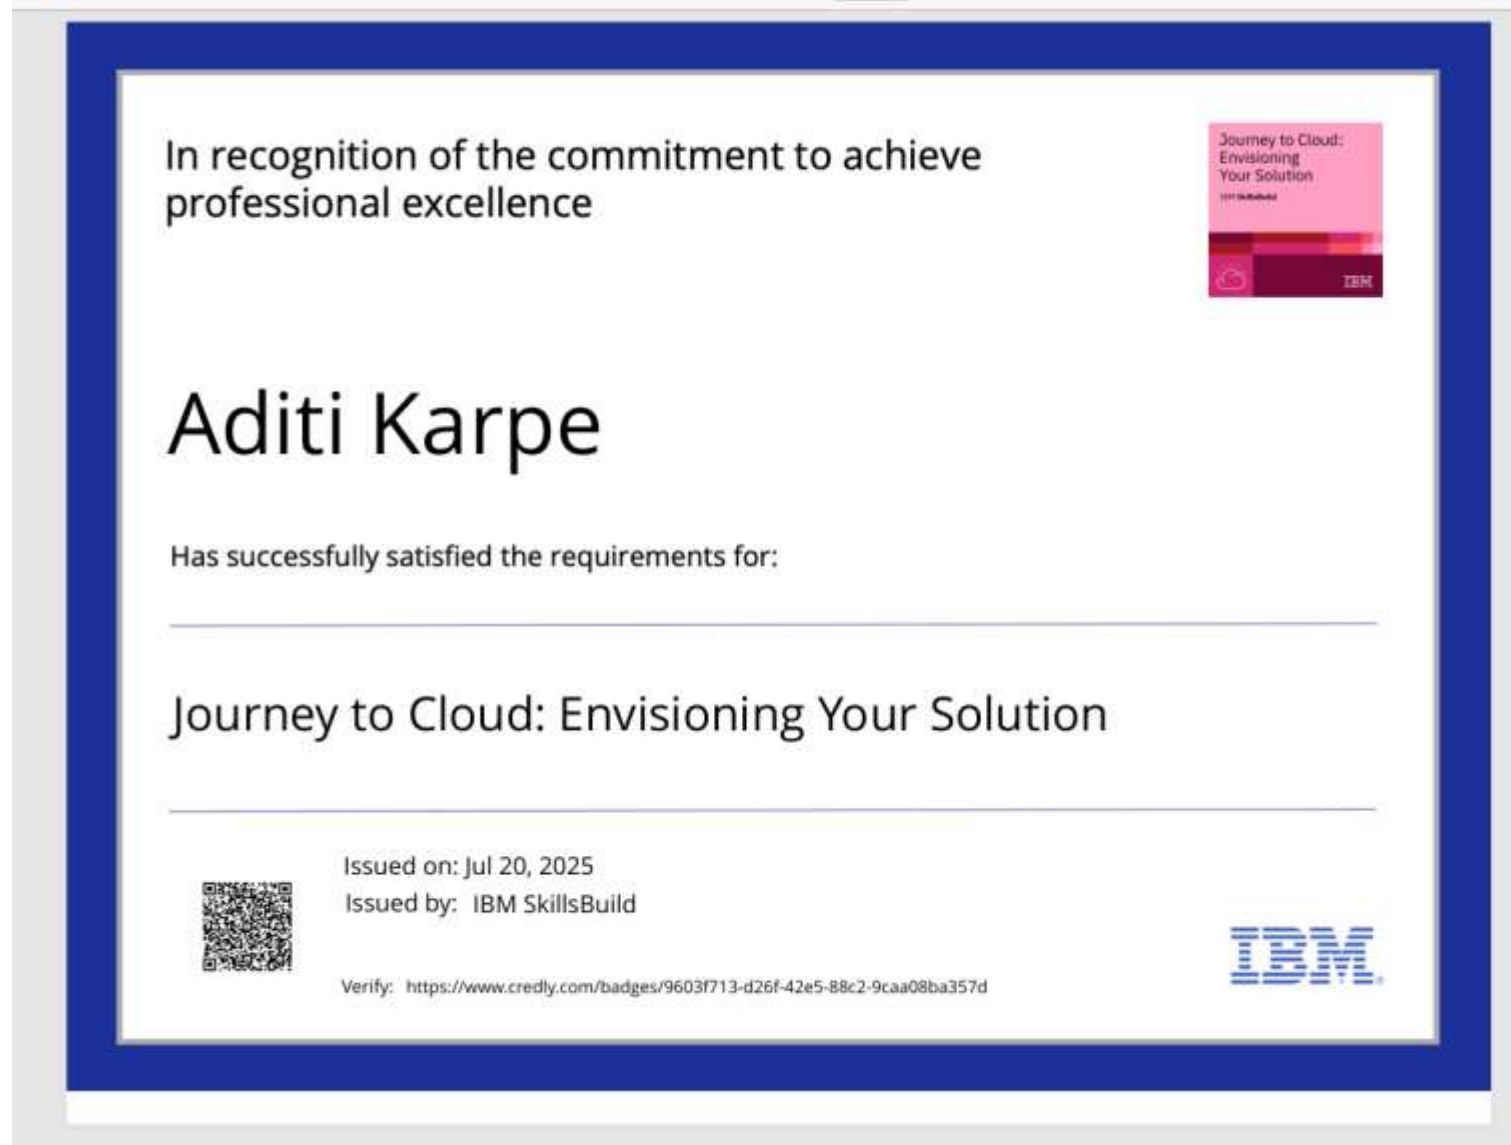 In recognition of the commitment to achieve
professional excellence
Journey to Cloud:
Envisioning
Your Solution
IBM SkillsBuild
IBM
Aditi Karpe
Has successfully satisfied the requirements for:
Journey to Cloud: Envisioning Your Solution
Issued on: Jul 20, 2025
Issued by: IBM SkillsBuild
Verify: https://www.credly.com/badges/9603f713-d26f-42e5-88c2-9caa08ba357d
IBM